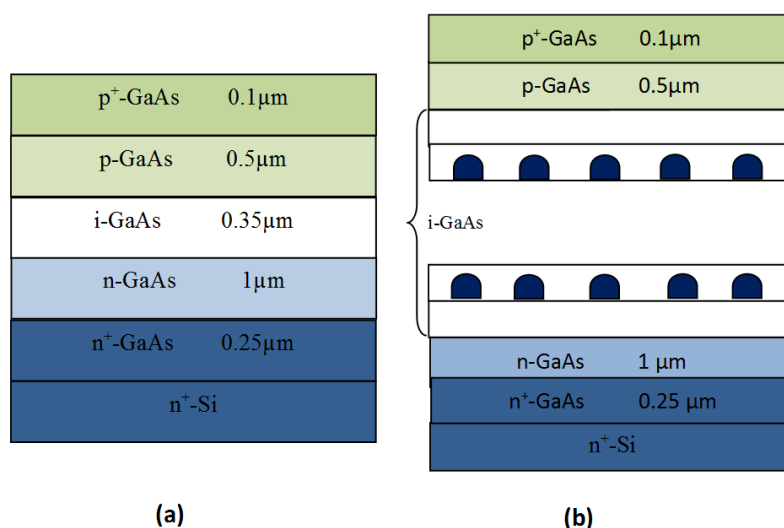 p⁺-GaAs 0.1µm
p-GaAs 0.5µm
i-GaAs 0.35µm
n-GaAs 1µm
n⁺-GaAs 0.25µm
n⁺-Si
(a)
p⁺-GaAs 0.1µm
p-GaAs 0.5µm
i-GaAs
n-GaAs 1 µm
n⁺-GaAs 0.25 µm
n⁺-Si
(b)